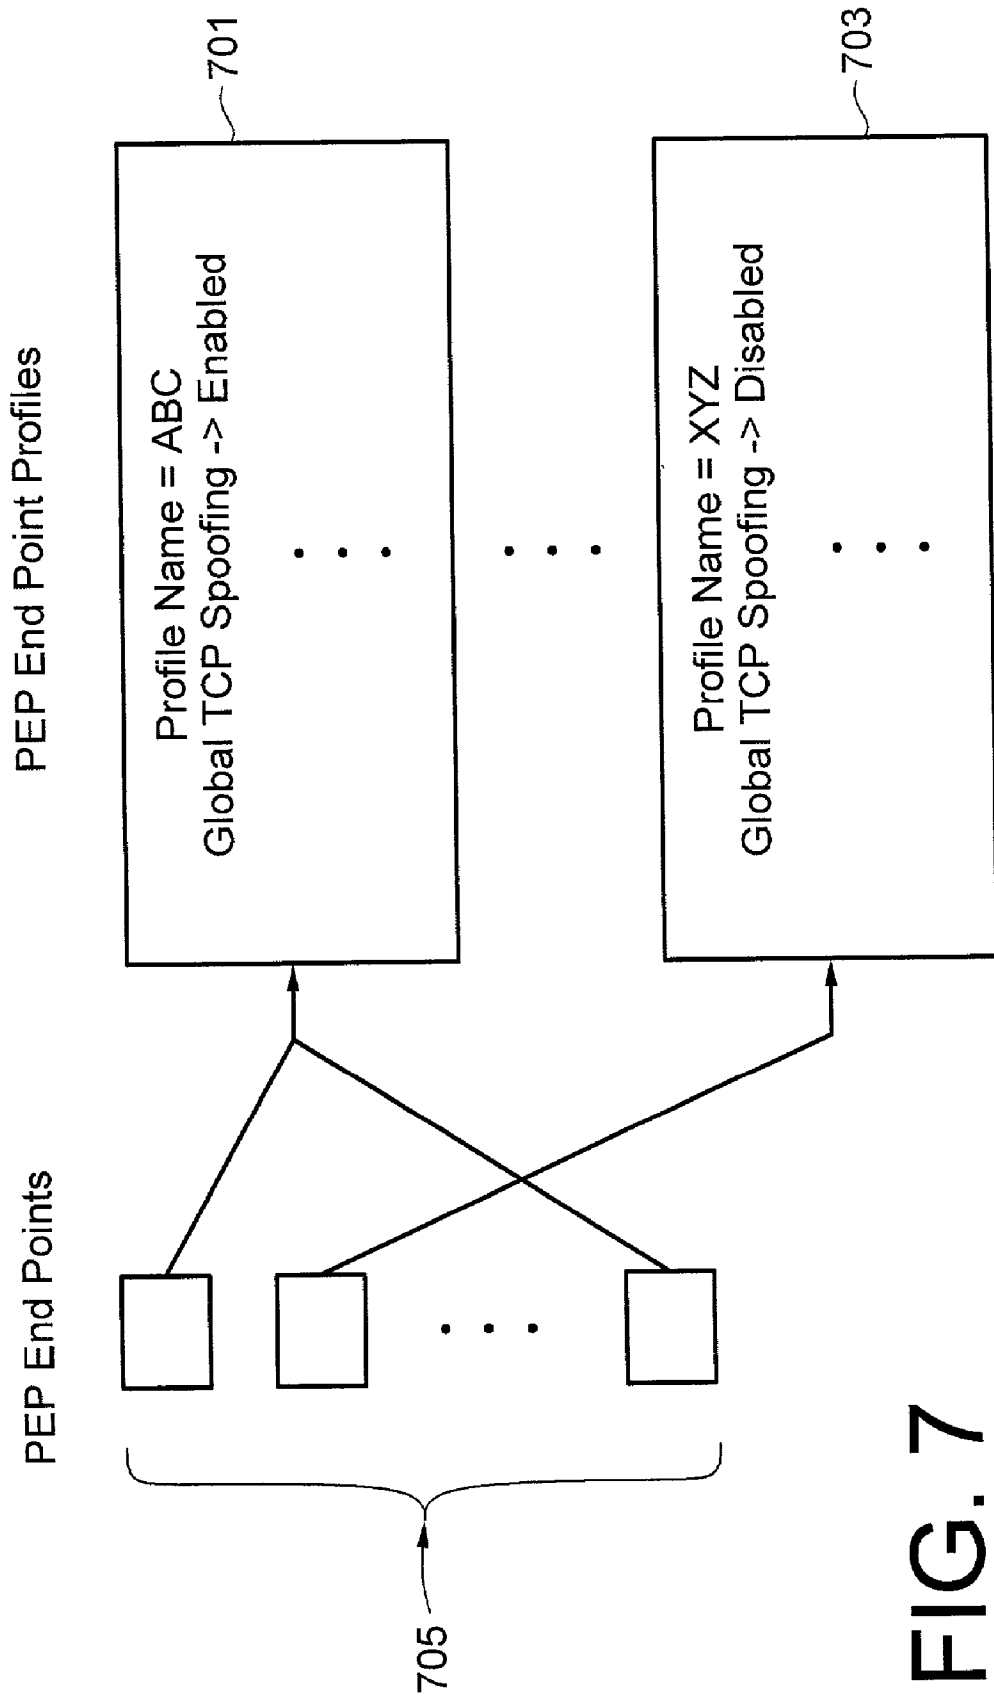 PEP End Points
PEP End Point Profiles
Profile Name = ABC
Global TCP Spoofing -> Enabled
701
Profile Name = XYZ
Global TCP Spoofing -> Disabled
703
705
FIG. 7